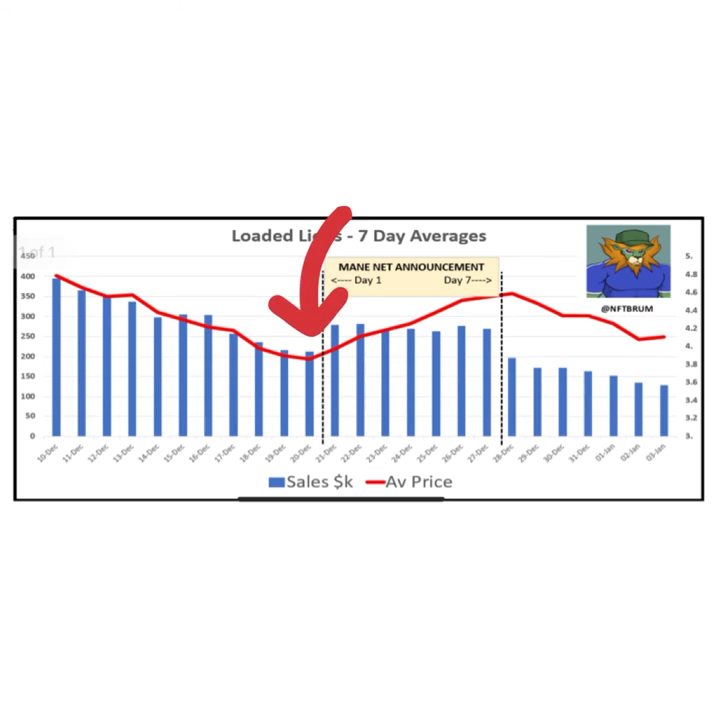 1 of 1
Loaded Li s - 7 Day Averages
MANE NET ANNOUNCEMENT
<---- Day 1 Day 7---->
@NFTBRUM
450
400
350
300
250
200
150
100
50
0
5.
4.8
4.6
4.4
4.2
4.
3.8
3.6
3.4
3.2
3.
10-Dec
11-Dec
12-Dec
13-Dec
14-Dec
15-Dec
16-Dec
17-Dec
18-Dec
19-Dec
20-Dec
21-Dec
22-Dec
23-Dec
24-Dec
25-Dec
26-Dec
27-Dec
28-Dec
29-Dec
30-Dec
31-Dec
01-Jan
02-Jan
03-Jan
Sales $k Av Price